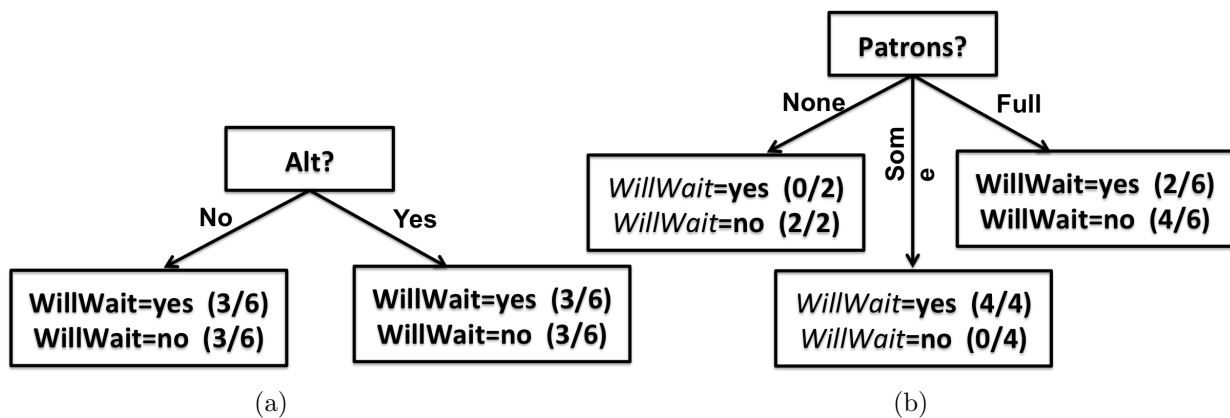 Alt?
No
Yes
WillWait=yes (3/6)
WillWait=no (3/6)
WillWait=yes (3/6)
WillWait=no (3/6)
(a)
Patrons?
None
Som
e
Full
WillWait=yes (0/2)
WillWait=no (2/2)
WillWait=yes (4/4)
WillWait=no (0/4)
WillWait=yes (2/6)
WillWait=no (4/6)
(b)